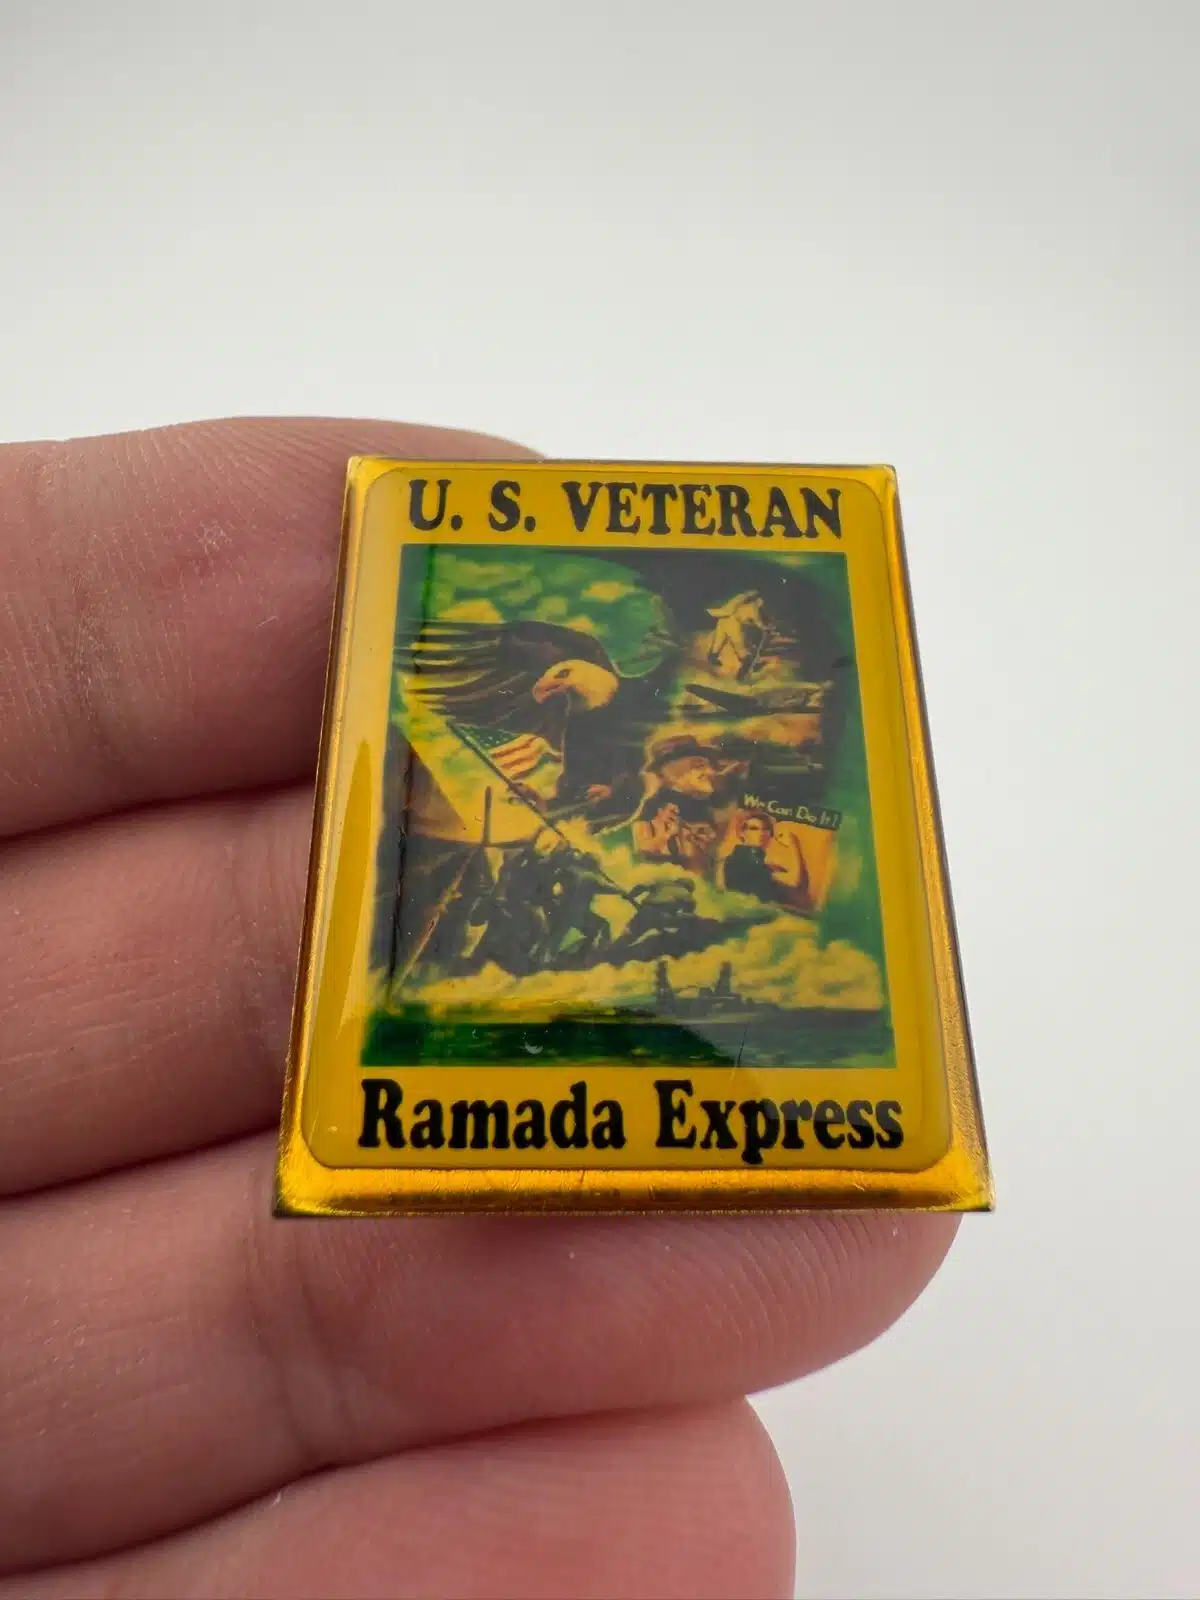 U. S. VETERAN
We Can Do It!
Ramada Express